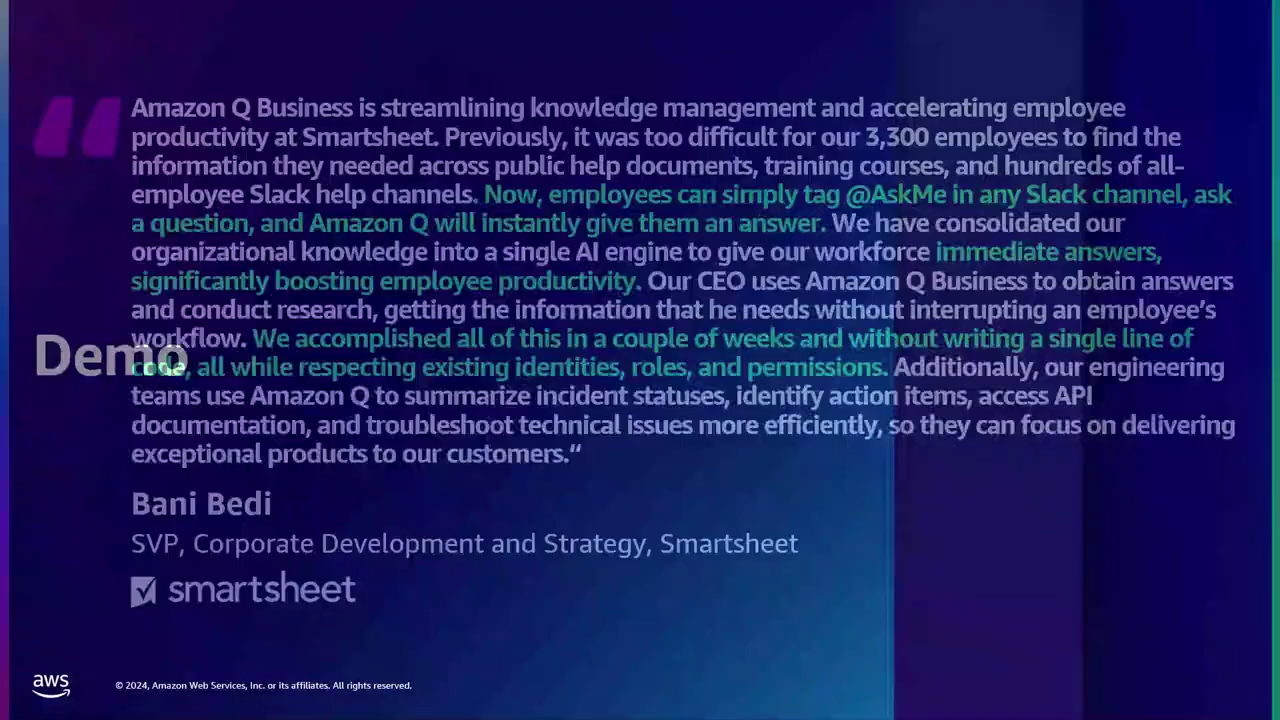 Amazon Q Business is streamlining knowledge management and accelerating employee
productivity at Smartsheet. Previously, it was too difficult for our 3,300 employees to find the
information they needed across public help documents, training courses, and hundreds of all-
employee Slack help channels. Now, employees can simply tag @AskMe in any Slack channel, ask
a question, and Amazon Q will instantly give them an answer. We have consolidated our
organizational knowledge into a single AI engine to give our workforce immediate answers,
significantly boosting employee productivity. Our CEO uses Amazon Q Business to obtain answers
and conduct research, getting the information that he needs without interrupting an employee’s
workflow. We accomplished all of this in a couple of weeks and without writing a single line of
Demo
code, all while respecting existing identities, roles, and permissions. Additionally, our engineering
teams use Amazon Q to summarize incident statuses, identify action items, access API
documentation, and troubleshoot technical issues more efficiently, so they can focus on delivering
exceptional products to our customers.“
Bani Bedi
SVP, Corporate Development and Strategy, Smartsheet
smartsheet
aws
© 2024, Amazon Web Services, Inc. or its affiliates. All rights reserved.